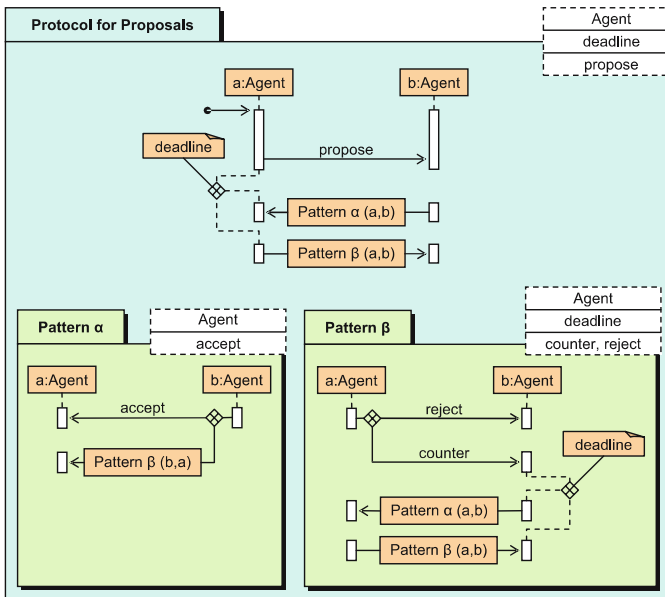 Protocol for Proposals
Agent
deadline
propose
a:Agent
b:Agent
deadline
propose
Pattern α (a,b)
Pattern β (a,b)
Pattern α
Agent
accept
a:Agent
b:Agent
accept
Pattern β (b,a)
Pattern β
Agent
deadline
counter, reject
a:Agent
b:Agent
reject
counter
deadline
Pattern α (a,b)
Pattern β (a,b)